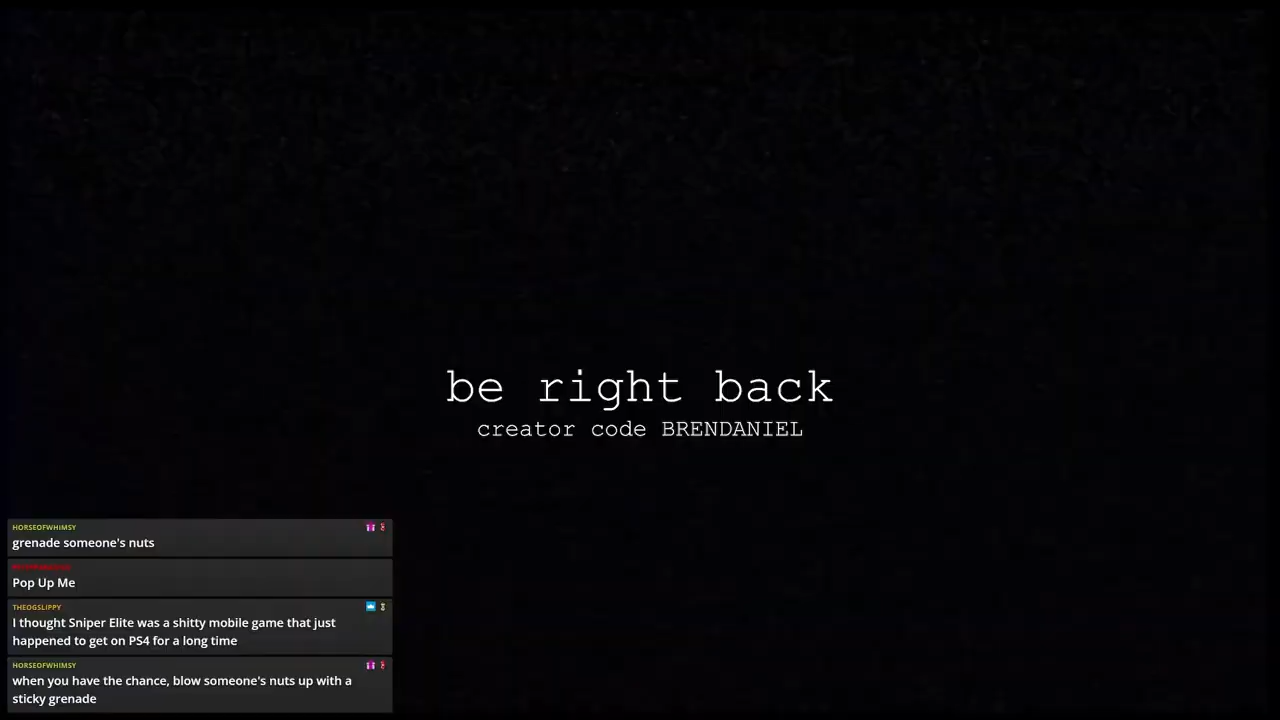 be right back
creator code BRENDANIEL
HORSEOFWHIMSY
grenade someone's nuts
Pop Up Me
THEOGSLIPPY
I thought Sniper Elite was a shitty mobile game that just
happened to get on PS4 for a long time
HORSEOFWHIMSY
when you have the chance, blow someone's nuts up with a
sticky grenade